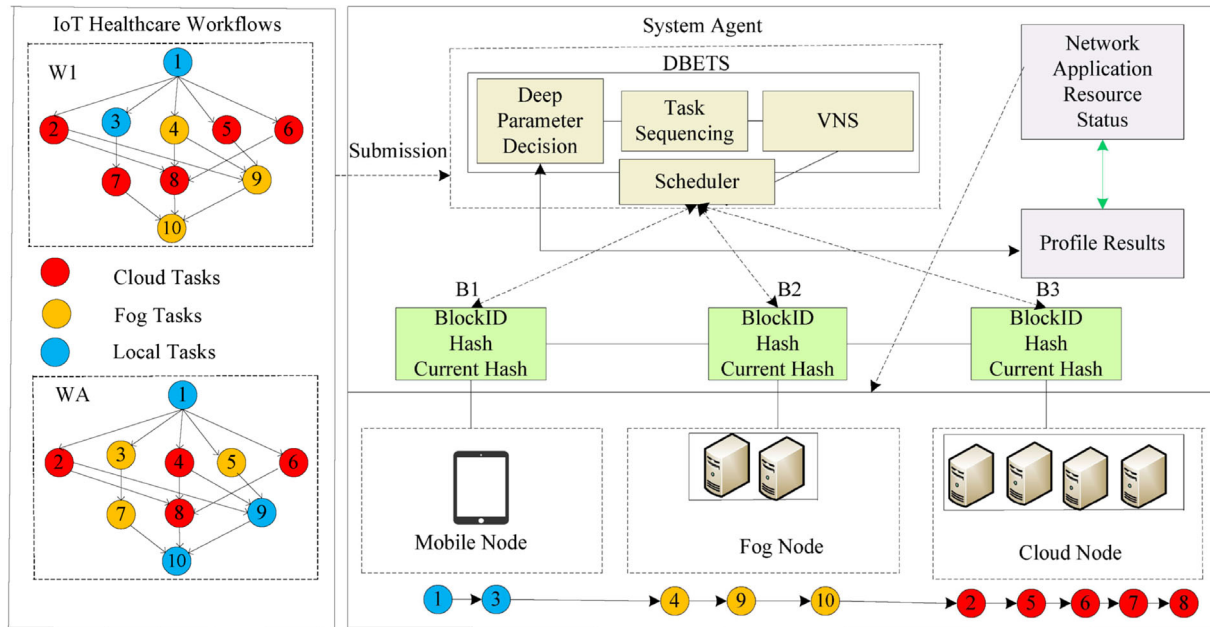 IoT Healthcare Workflows
W1
1
2
3
4
5
6
7
8
9
10
Cloud Tasks
Fog Tasks
Local Tasks
WA
1
2
3
4
5
6
7
8
9
10
Submission
System Agent
DBETS
Deep
Parameter
Decision
Task
Sequencing
VNS
Scheduler
Network
Application
Resource
Status
Profile Results
B1
BlockID
Hash
Current Hash
B2
BlockID
Hash
Current Hash
B3
BlockID
Hash
Current Hash
Mobile Node
Fog Node
Cloud Node
1 3 4 9 10 2 5 6 7 8